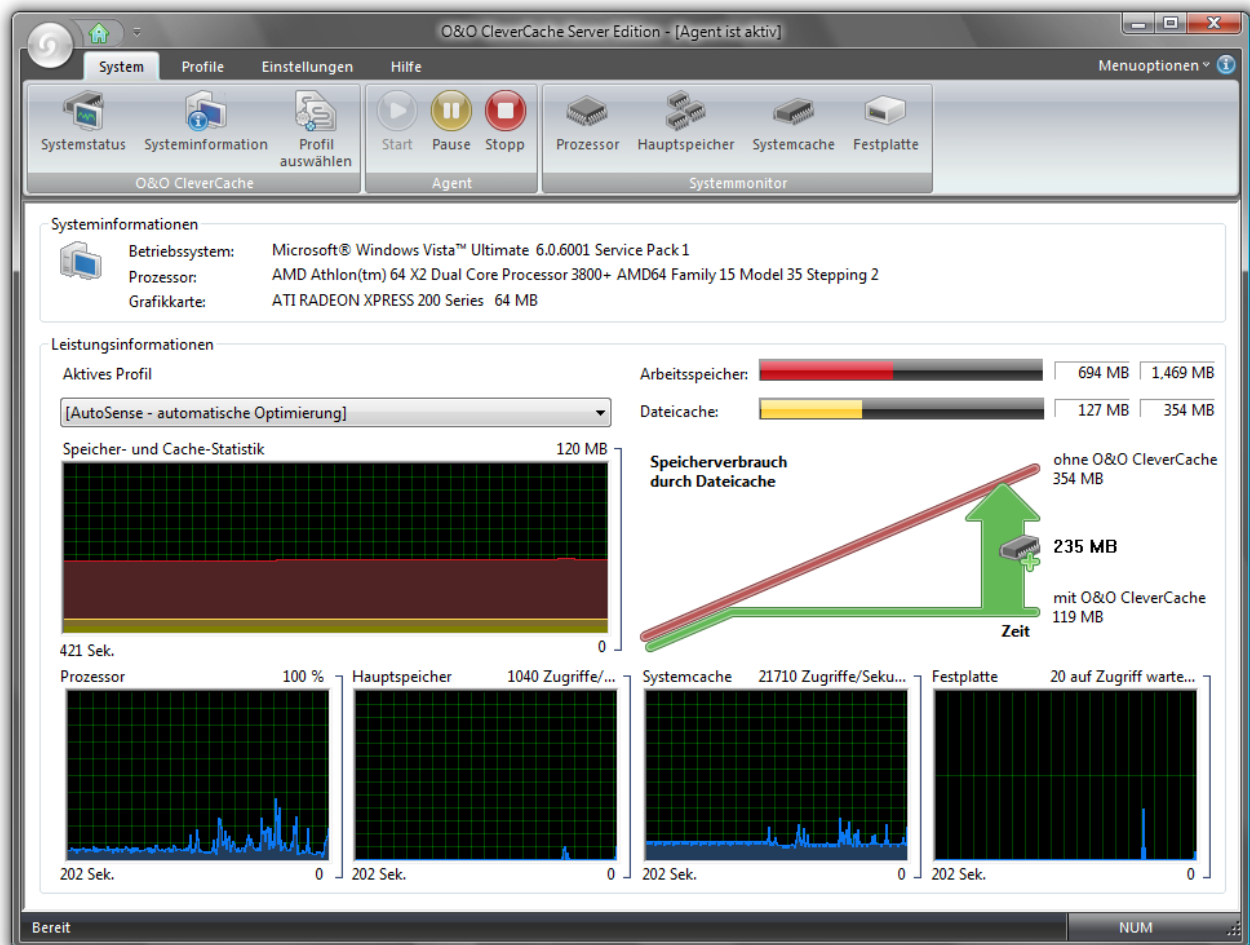 O&O CleverCache Server Edition - [Agent ist aktiv]
System Profile Einstellungen Hilfe Menuoptionen
Systemstatus Systeminformation Profil auswählen Start Pause Stopp Prozessor Hauptspeicher Systemcache Festplatte
O&O CleverCache Agent Systemmonitor
Systeminformationen
Betriebssystem: Microsoft® Windows Vista™ Ultimate 6.0.6001 Service Pack 1
Prozessor: AMD Athlon(tm) 64 X2 Dual Core Processor 3800+ AMD64 Family 15 Model 35 Stepping 2
Grafikkarte: ATI RADEON XPRESS 200 Series 64 MB
Leistungsinformationen
Aktives Profil
[AutoSense - automatische Optimierung]
Arbeitsspeicher: 694 MB 1,469 MB
Dateicache: 127 MB 354 MB
Speicher- und Cache-Statistik 120 MB
421 Sek. 0
Speicherverbrauch
durch Dateicache
ohne O&O CleverCache
354 MB
235 MB
mit O&O CleverCache
119 MB
Zeit
Prozessor 100 %
202 Sek. 0
Hauptspeicher 1040 Zugriffe/...
202 Sek. 0
Systemcache 21710 Zugriffe/Seku...
202 Sek. 0
Festplatte 20 auf Zugriff warte...
202 Sek. 0
Bereit NUM